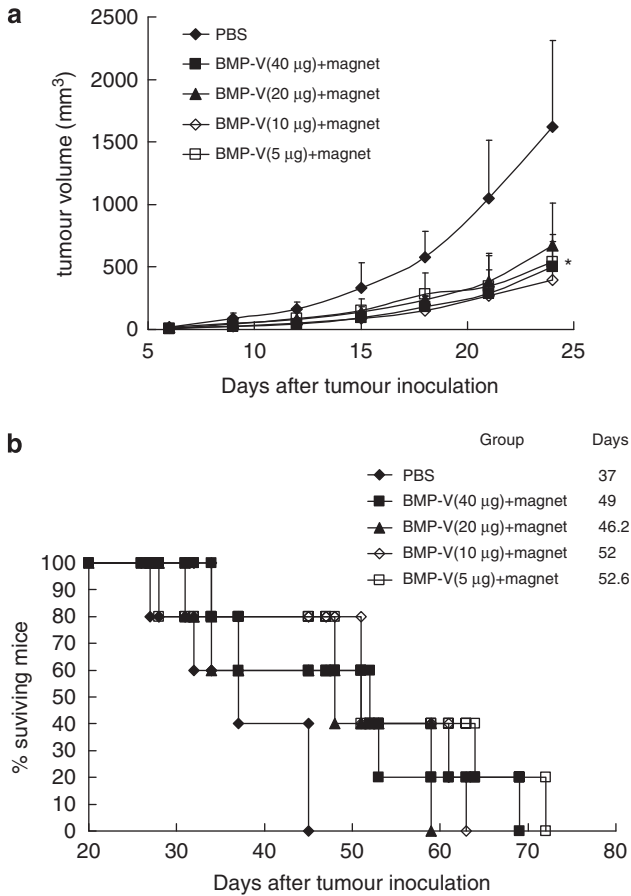 a
2500
2000
1500
1000
500
0
tumour volume (mm³)
PBS
BMP-V(40 μg)+magnet
BMP-V(20 μg)+magnet
BMP-V(10 μg)+magnet
BMP-V(5 μg)+magnet
*
5 10 15 20 25
Days after tumour inoculation
b
Group Days
PBS 37
BMP-V(40 μg)+magnet 49
BMP-V(20 μg)+magnet 46.2
BMP-V(10 μg)+magnet 52
BMP-V(5 μg)+magnet 52.6
100
90
80
70
60
50
40
30
20
10
0
% suviving mice
20 30 40 50 60 70 80
Days after tumour inoculation